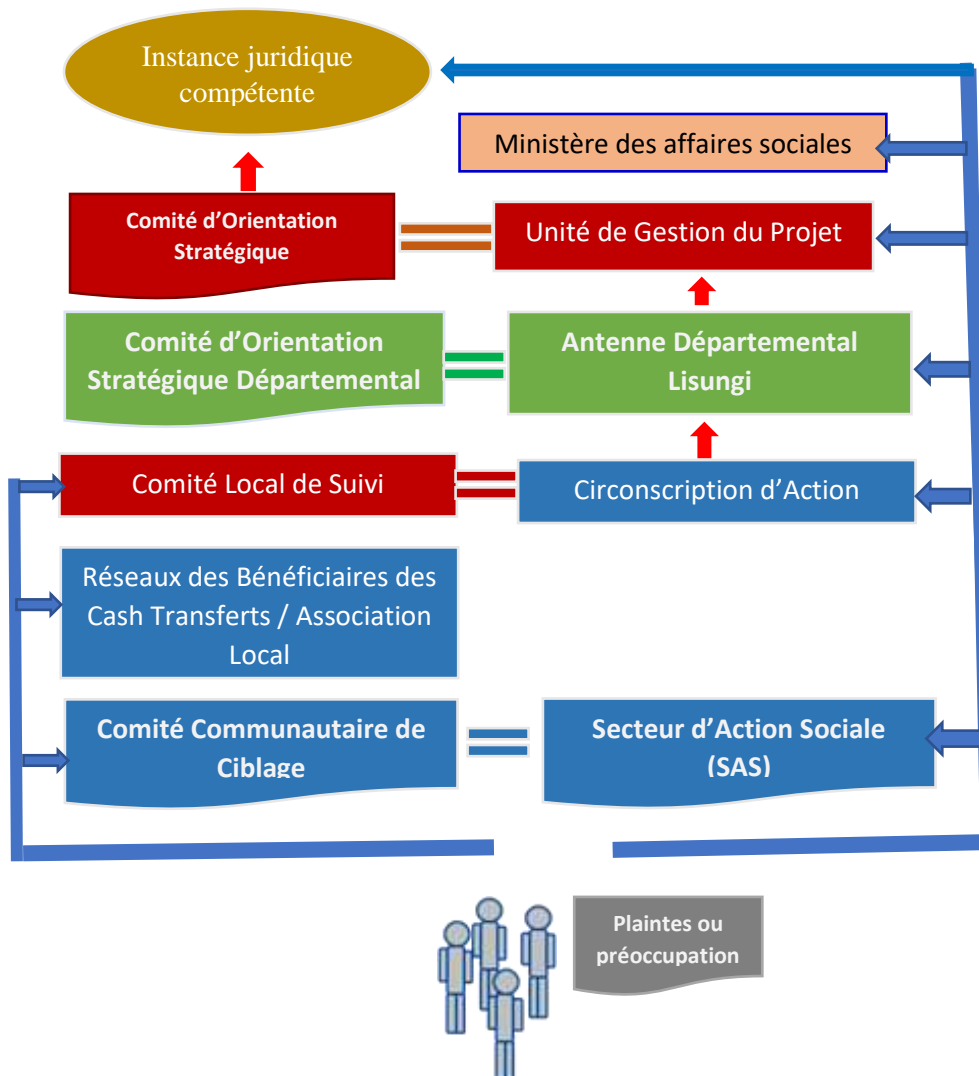 Instance juridique
compétente
Ministère des affaires sociales
Comité d'Orientation
Stratégique
Unité de Gestion du Projet
Comité d'Orientation
Stratégique Départemental
Antenne Départemental
Lisungi
Comité Local de Suivi
Circonscription d'Action
Réseaux des Bénéficiaires des
Cash Transferts / Association
Local
Comité Communautaire de
Ciblage
Secteur d'Action Sociale
(SAS)
Plaintes ou
préoccupation